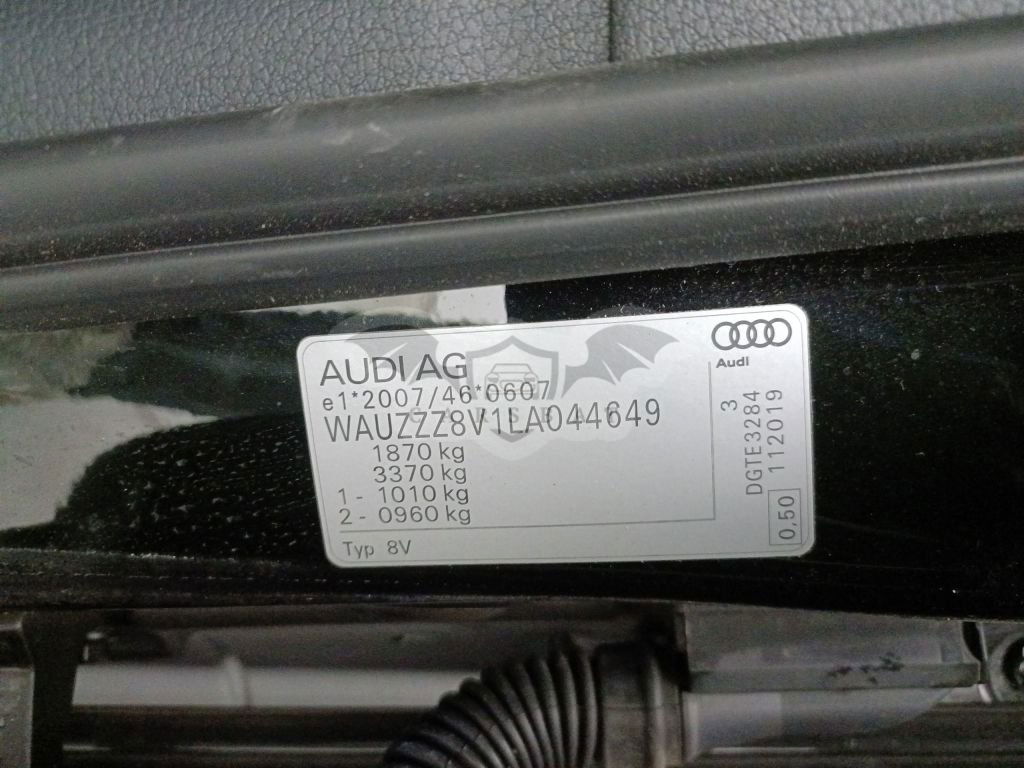 AUDI AG
e1*2007/46*0607
WAUZZZ8V1LA044649
1870 kg
3370 kg
1 - 1010 kg
2 - 0960 kg
Typ 8V
Audi
3
DGTE3284
112019
0,50